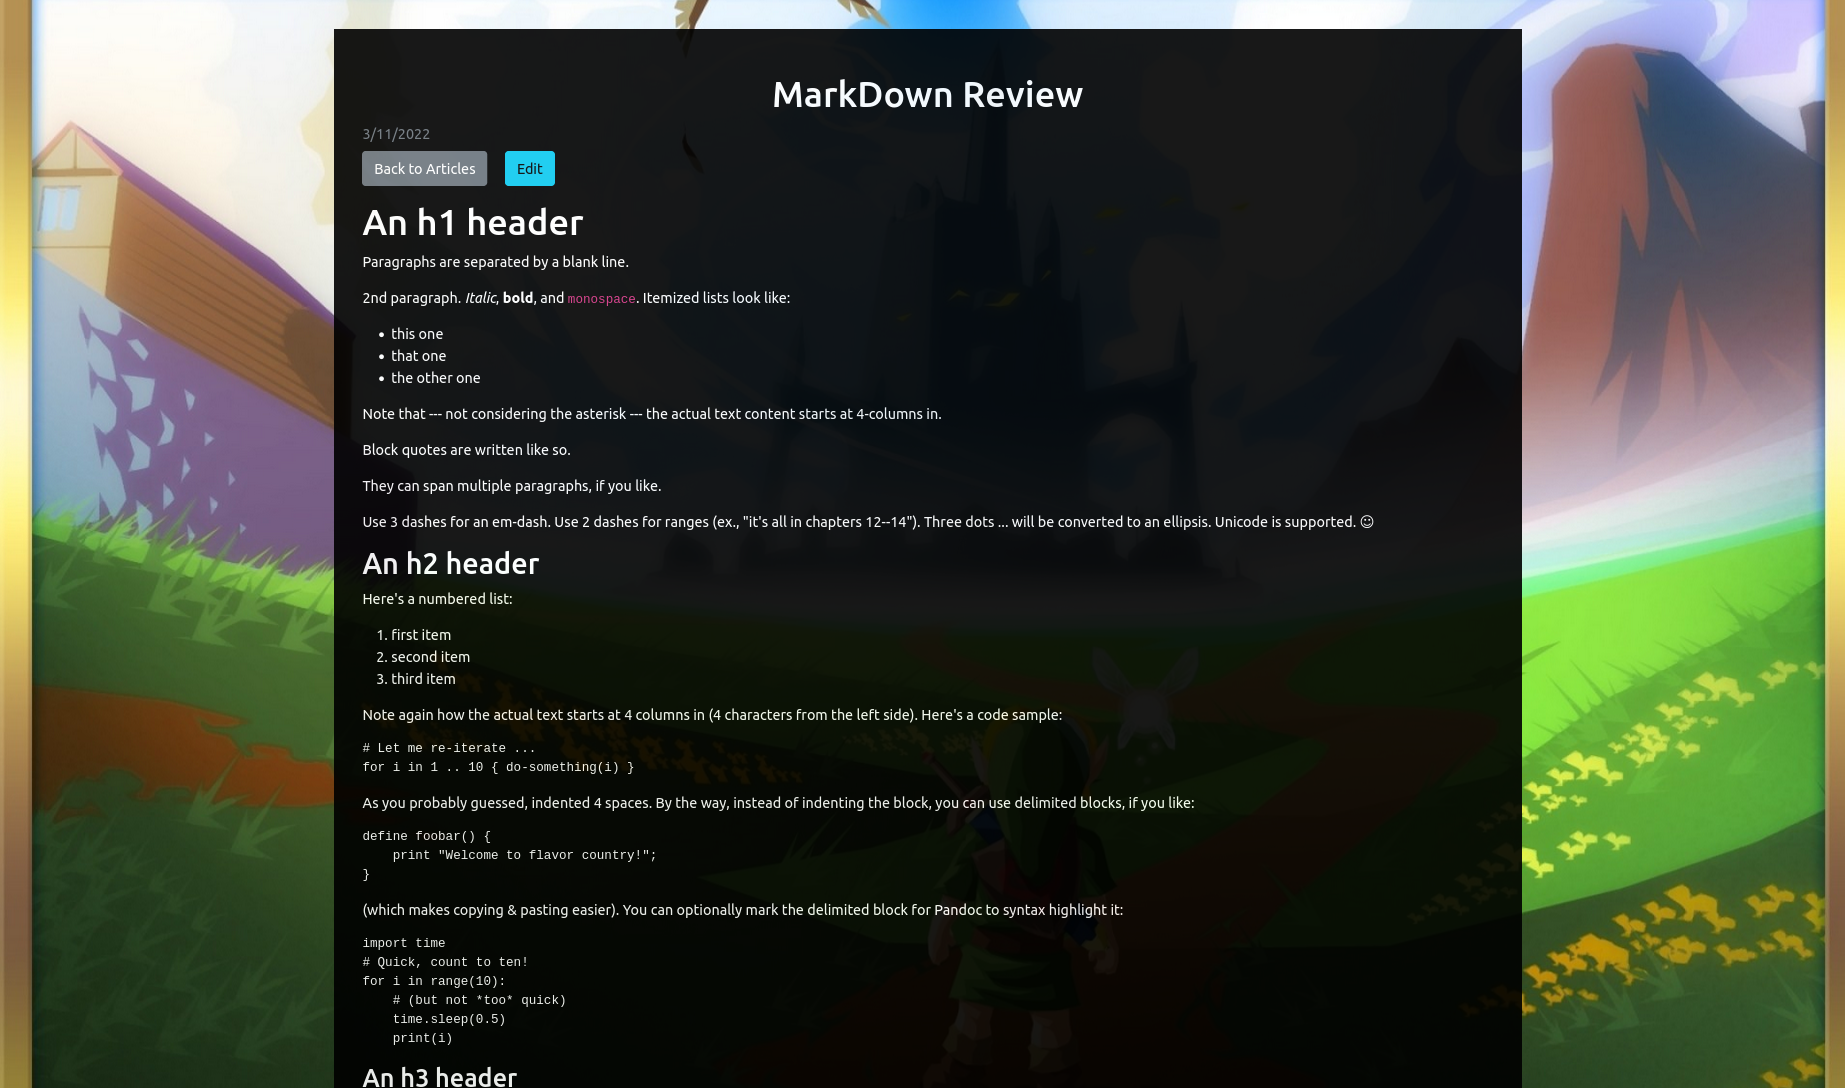 MarkDown Review
3/11/2022
Back to Articles Edit
An h1 header
Paragraphs are separated by a blank line.
2nd paragraph. Italic, bold, and monospace. Itemized lists look like:
• this one
• that one
• the other one
Note that --- not considering the asterisk --- the actual text content starts at 4-columns in.
Block quotes are written like so.
They can span multiple paragraphs, if you like.
Use 3 dashes for an em-dash. Use 2 dashes for ranges (ex., "it's all in chapters 12--14"). Three dots ... will be converted to an ellipsis. Unicode is supported. ☺
An h2 header
Here's a numbered list:
1. first item
2. second item
3. third item
Note again how the actual text starts at 4 columns in (4 characters from the left side). Here's a code sample:
# Let me re-iterate ...
for i in 1 .. 10 { do-something(i) }
As you probably guessed, indented 4 spaces. By the way, instead of indenting the block, you can use delimited blocks, if you like:
define foobar() {
    print "Welcome to flavor country!";
}
(which makes copying & pasting easier). You can optionally mark the delimited block for Pandoc to syntax highlight it:
import time
# Quick, count to ten!
for i in range(10):
    # (but not *too* quick)
    time.sleep(0.5)
    print(i)
An h3 header